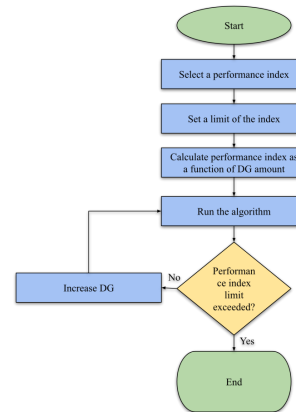 Start
Select a performance index
Set a limit of the index
Calculate performance index as
a function of DG amount
Run the algorithm
Performan
ce index
limit
exceeded?
No
Increase DG
Yes
End